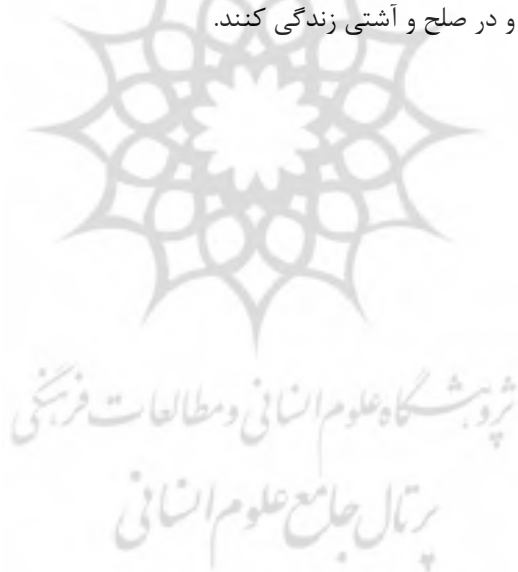 و در صلح و آشتی زندگی کنند.
پژوهشگاه علوم انسانی و مطالعات فرهنگی
پرتال جامع علوم انسانی